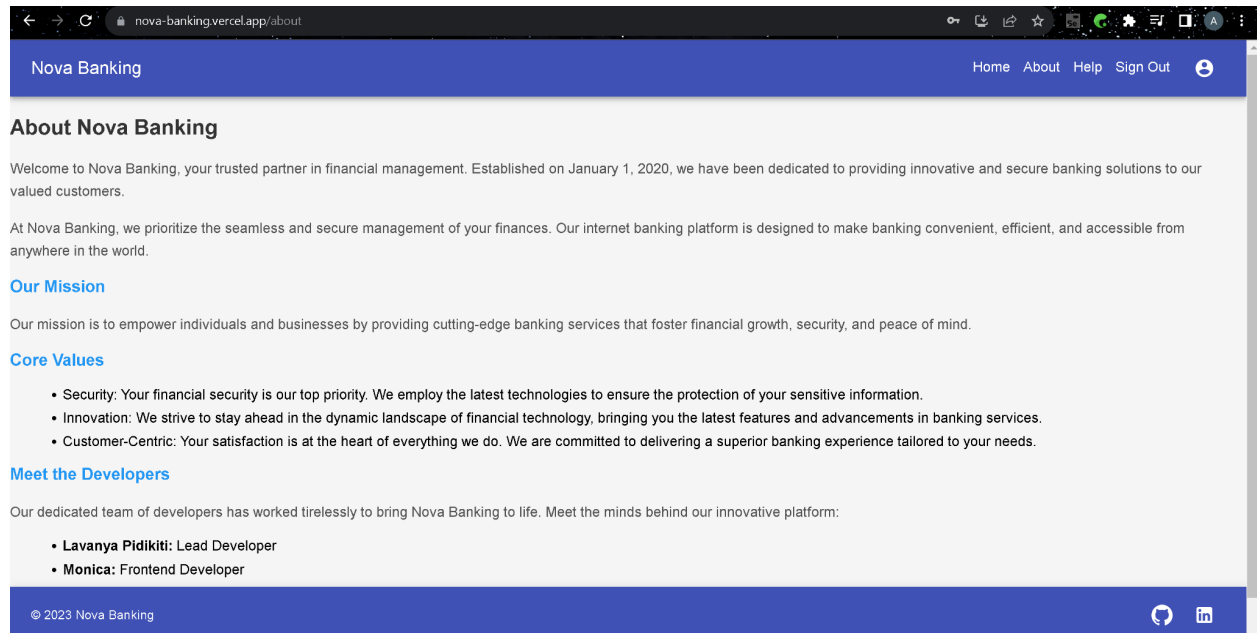 nova-banking.vercel.app/about
A
Nova Banking
Home About Help Sign Out
About Nova Banking
Welcome to Nova Banking, your trusted partner in financial management. Established on January 1, 2020, we have been dedicated to providing innovative and secure banking solutions to our
valued customers.
At Nova Banking, we prioritize the seamless and secure management of your finances. Our internet banking platform is designed to make banking convenient, efficient, and accessible from
anywhere in the world.
Our Mission
Our mission is to empower individuals and businesses by providing cutting-edge banking services that foster financial growth, security, and peace of mind.
Core Values
• Security: Your financial security is our top priority. We employ the latest technologies to ensure the protection of your sensitive information.
• Innovation: We strive to stay ahead in the dynamic landscape of financial technology, bringing you the latest features and advancements in banking services.
• Customer-Centric: Your satisfaction is at the heart of everything we do. We are committed to delivering a superior banking experience tailored to your needs.
Meet the Developers
Our dedicated team of developers has worked tirelessly to bring Nova Banking to life. Meet the minds behind our innovative platform:
• Lavanya Pidikiti: Lead Developer
• Monica: Frontend Developer
© 2023 Nova Banking
in